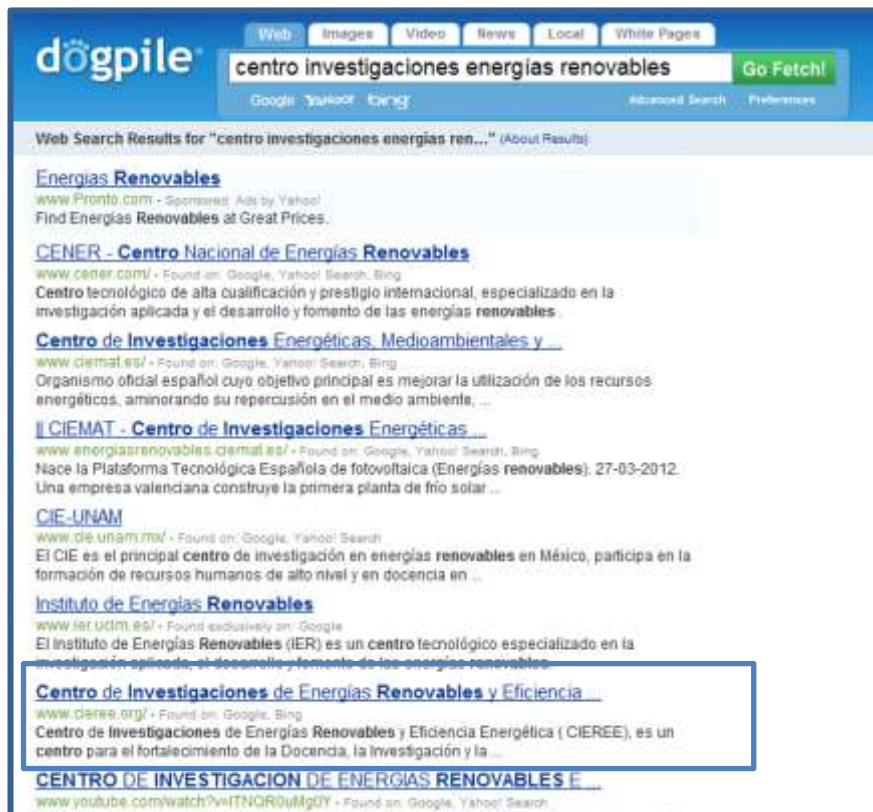 Web Images Video News Local White Pages
dogpile
centro investigaciones energías renovables Go Fetch!
Google Yahoo! bing Advanced Search Preferences
Web Search Results for "centro investigaciones energías ren..." (About Results)
Energias Renovables
www.Pronto.com - Sponsored: Ads by Yahoo!
Find Energias Renovables at Great Prices.
CENER - Centro Nacional de Energías Renovables
www.cener.com/ - Found on: Google, Yahoo! Search, Bing
Centro tecnológico de alta cualificación y prestigio internacional, especializado en la
investigación aplicada y el desarrollo y fomento de las energías renovables .
Centro de Investigaciones Energéticas, Medioambientales y ...
www.ciemat.es/ - Found on: Google, Yahoo! Search, Bing
Organismo oficial español cuyo objetivo principal es mejorar la utilización de los recursos
energéticos, aminorando su repercusión en el medio ambiente, ...
|| CIEMAT - Centro de Investigaciones Energéticas ...
www.energiasrenovables.ciemat.es/ - Found on: Google, Yahoo! Search, Bing
Nace la Plataforma Tecnológica Española de fotovoltaica (Energías renovables). 27-03-2012.
Una empresa valenciana construye la primera planta de frío solar ...
CIE-UNAM
www.cie.unam.mx/ - Found on: Google, Yahoo! Search
El CIE es el principal centro de investigación en energías renovables en México, participa en la
formación de recursos humanos de alto nivel y en docencia en ...
Instituto de Energías Renovables
www.ier.uclm.es/ - Found exclusively on: Google
El Instituto de Energías Renovables (IER) es un centro tecnológico especializado en la
investigación aplicada, el desarrollo y fomento de las energías renovables.
Centro de Investigaciones de Energías Renovables y Eficiencia ...
www.cieree.org/ - Found on: Google, Bing
Centro de Investigaciones de Energías Renovables y Eficiencia Energética ( CIEREE), es un
centro para el fortalecimiento de la Docencia, la Investigación y la ...
CENTRO DE INVESTIGACION DE ENERGIAS RENOVABLES E ...
- Found on: Google, Yahoo! Search